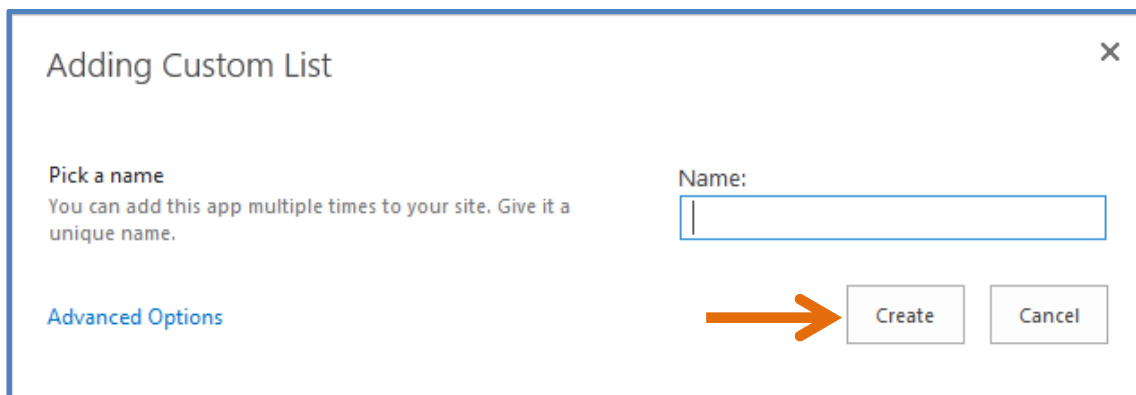 Adding Custom List
Pick a name
You can add this app multiple times to your site. Give it a
unique name.
Name:
Advanced Options
Create
Cancel